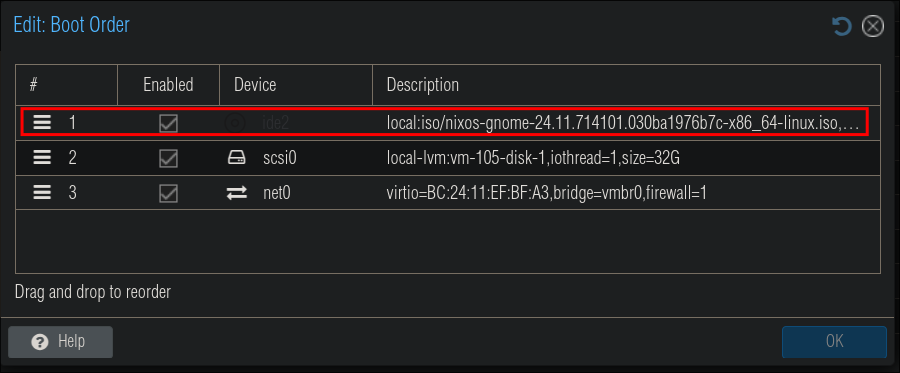 Edit: Boot Order
# Enabled Device Description
1 ide2 local:iso/nixos-gnome-24.11.714101.030ba1976b7c-x86_64-linux.iso,...
2 scsi0 local-lvm:vm-105-disk-1,iothread=1,size=32G
3 net0 virtio=BC:24:11:EF:BF:A3,bridge=vmbr0,firewall=1
Drag and drop to reorder
? Help OK